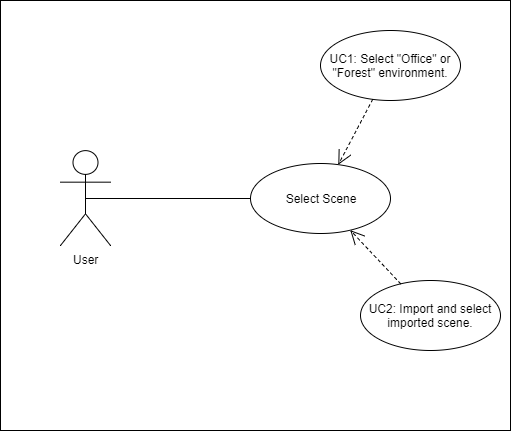 UC1: Select "Office" or
"Forest" environment.
Select Scene
User
UC2: Import and select
imported scene.